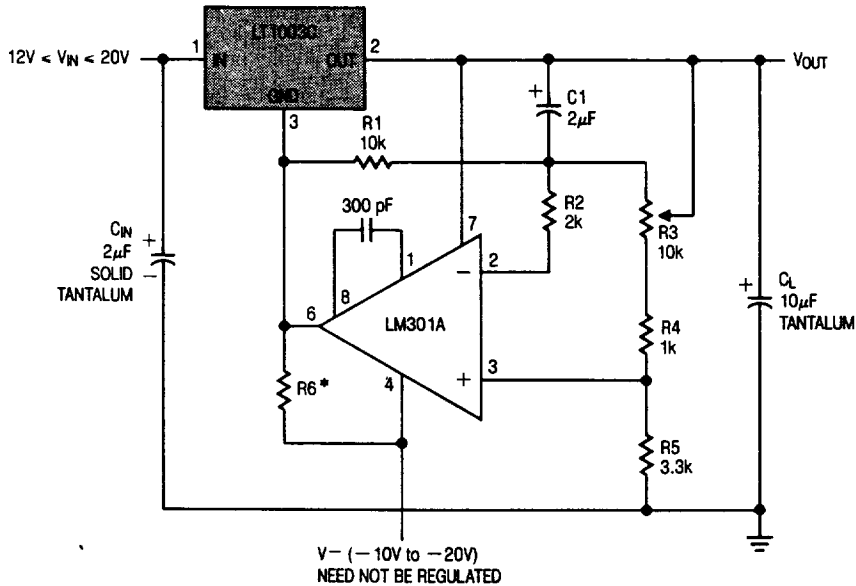 LT1003C
12V < VIN < 20V
1
IN
OUT
2
VOUT
GND
3
C1
2µF
R1
10k
300 pF
R2
2k
R3
10k
7
1
2
−
8
CIN
2µF
SOLID
TANTALUM
+
−
6
LM301A
CL
10µF
TANTALUM
+
+
R4
1k
R6*
4
+
3
R5
3.3k
V− (−10V to −20V)
NEED NOT BE REGULATED